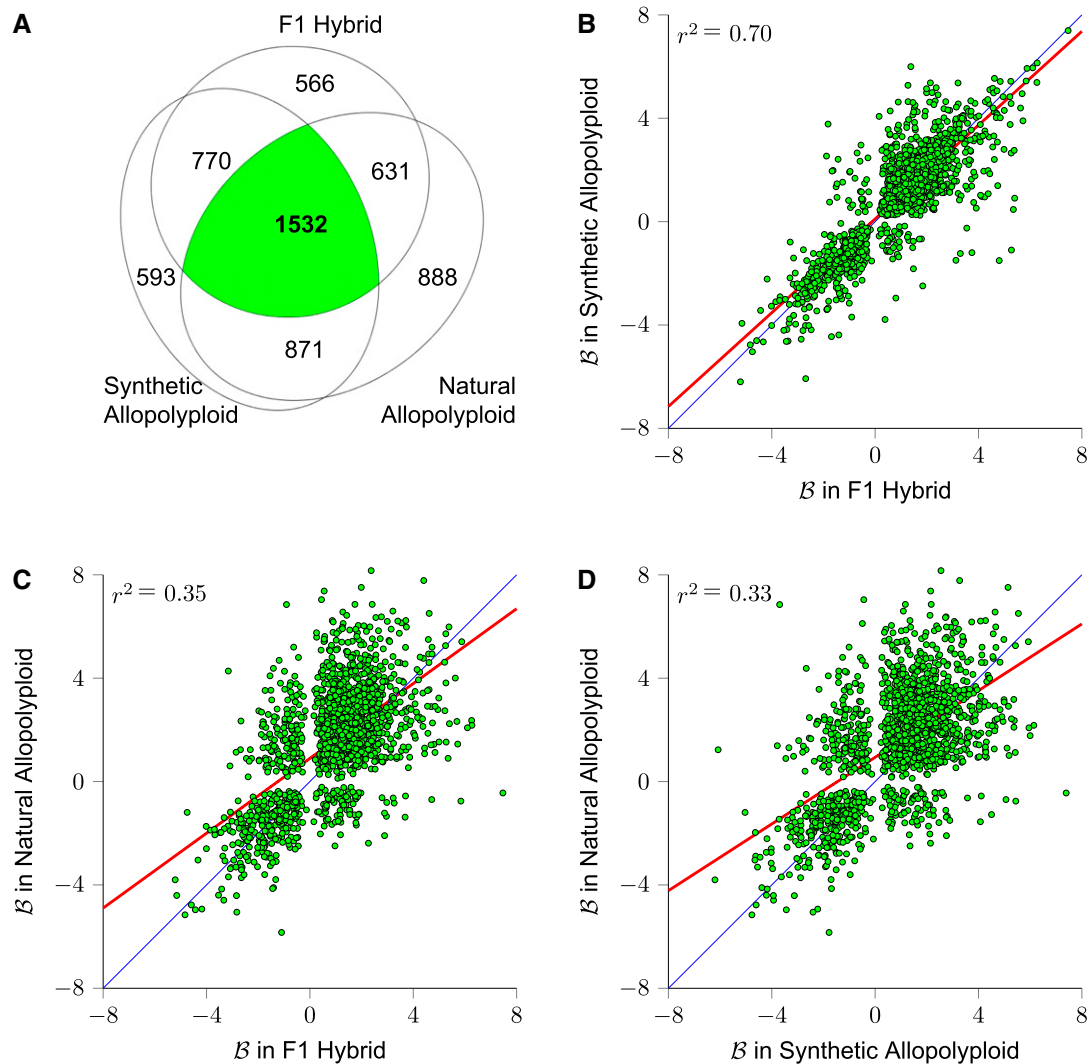 A
F1 Hybrid
566
770
631
1532
593
888
871
Synthetic
Allopolyploid
Natural
Allopolyploid
B
r² = 0.70
8
4
0
−4
−8
−8 −4 0 4 8
ℬ in Synthetic Allopolyploid
ℬ in F1 Hybrid
C
r² = 0.35
8
4
0
−4
−8
−8 −4 0 4 8
ℬ in Natural Allopolyploid
ℬ in F1 Hybrid
D
r² = 0.33
8
4
0
−4
−8
−8 −4 0 4 8
ℬ in Natural Allopolyploid
ℬ in Synthetic Allopolyploid